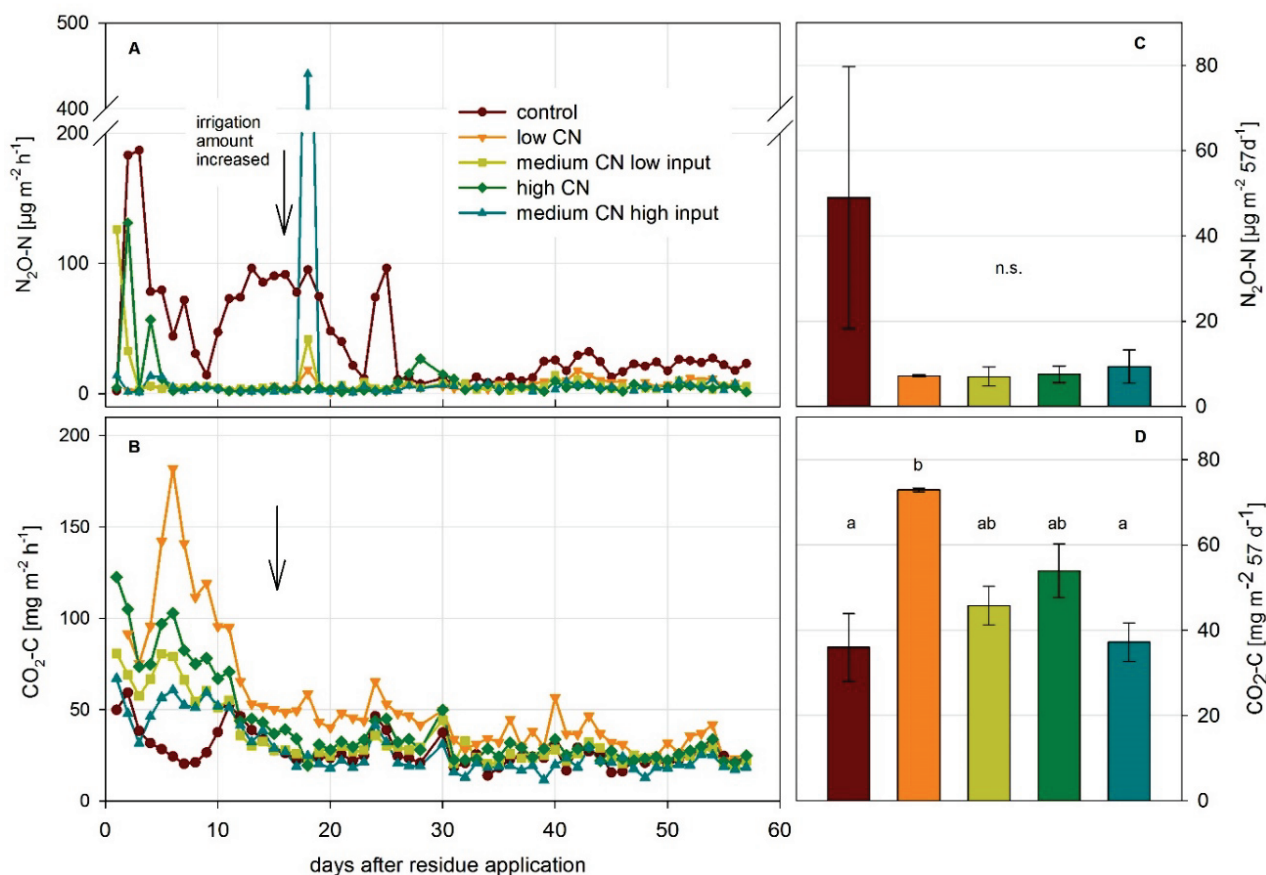 A
N₂O-N [µg m⁻² h⁻¹]
500
400
200
100
0
irrigation
amount
increased
control
low CN
medium CN low input
high CN
medium CN high input
C
n.s.
80
60
40
20
0
N₂O-N [µg m⁻² 57d⁻¹]
B
CO₂-C [mg m⁻² h⁻¹]
200
150
100
50
0
0 10 20 30 40 50 60
days after residue application
D
a b ab ab a
80
60
40
20
0
CO₂-C [mg m⁻² 57 d⁻¹]